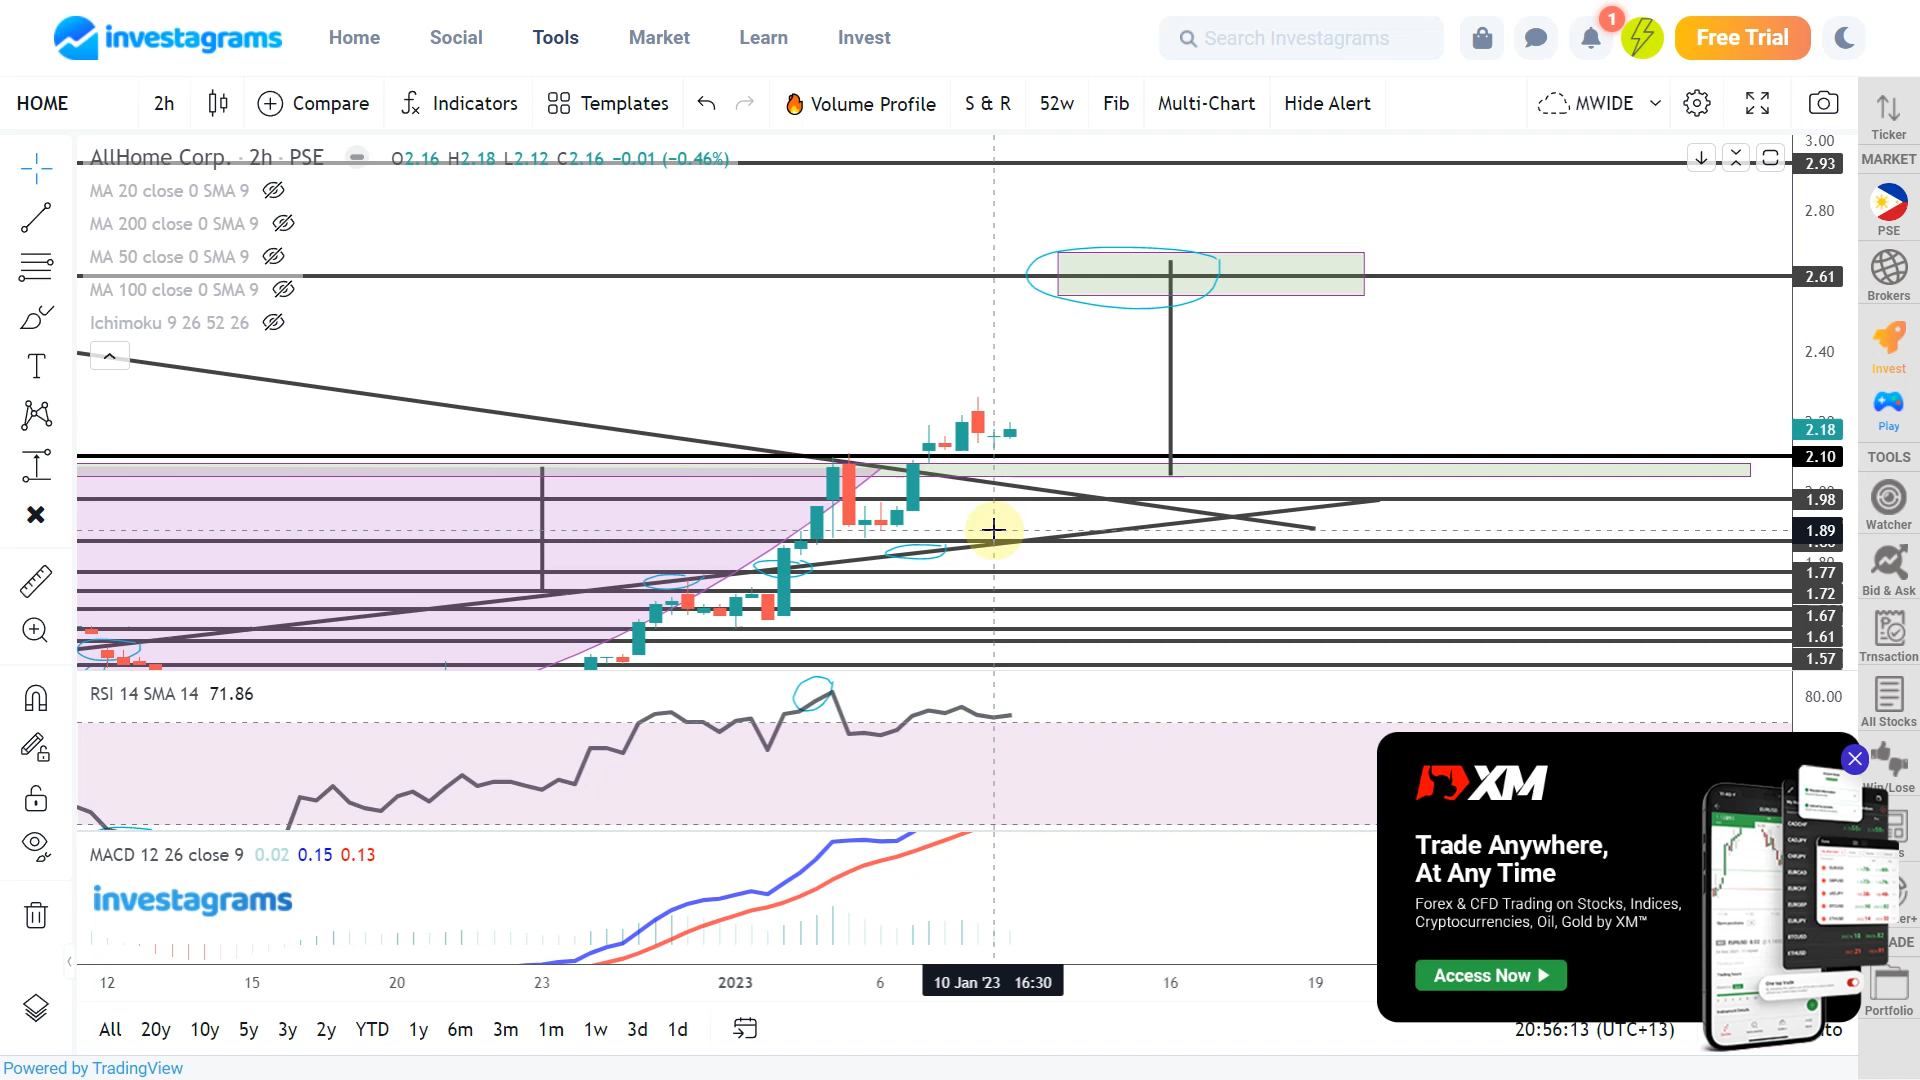 investagrams
Home
Social
Tools
Market
Learn
Invest
Search Investagrams
1
Free Trial
HOME
2h
Compare
Indicators
Templates
Volume Profile
S & R
52w
Fib
Multi-Chart
Hide Alert
MWIDE
AllHome Corp. · 2h · PSE
O2.16 H2.18 L2.12 C2.16 −0.01 (−0.46%)
MA 20 close 0 SMA 9
MA 200 close 0 SMA 9
MA 50 close 0 SMA 9
MA 100 close 0 SMA 9
Ichimoku 9 26 52 26
3.00
2.93
2.80
2.61
2.40
2.18
2.10
1.98
1.89
1.77
1.72
1.67
1.61
1.57
RSI 14 SMA 14 71.86
80.00
MACD 12 26 close 9 0.02 0.15 0.13
investagrams
12
15
20
23
2023
6
10 Jan '23 16:30
16
19
All
20y
10y
5y
3y
2y
YTD
1y
6m
3m
1m
1w
3d
1d
20:56:13 (UTC+13)
Powered by TradingView
Ticker
MARKET
PSE
Brokers
Invest
Play
TOOLS
Watcher
Bid & Ask
Trnsaction
All Stocks
Win/Lose
Portfolio
XM
Trade Anywhere,
At Any Time
Forex & CFD Trading on Stocks, Indices,
Cryptocurrencies, Oil, Gold by XM™
Access Now